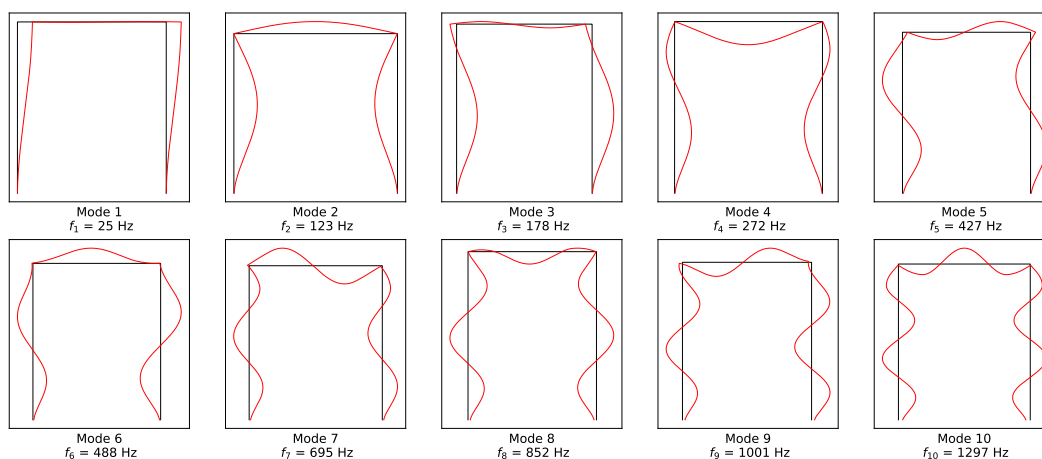 Mode 1
f₁ = 25 Hz
Mode 2
f₂ = 123 Hz
Mode 3
f₃ = 178 Hz
Mode 4
f₄ = 272 Hz
Mode 5
f₅ = 427 Hz
Mode 6
f₆ = 488 Hz
Mode 7
f₇ = 695 Hz
Mode 8
f₈ = 852 Hz
Mode 9
f₉ = 1001 Hz
Mode 10
f₁₀ = 1297 Hz